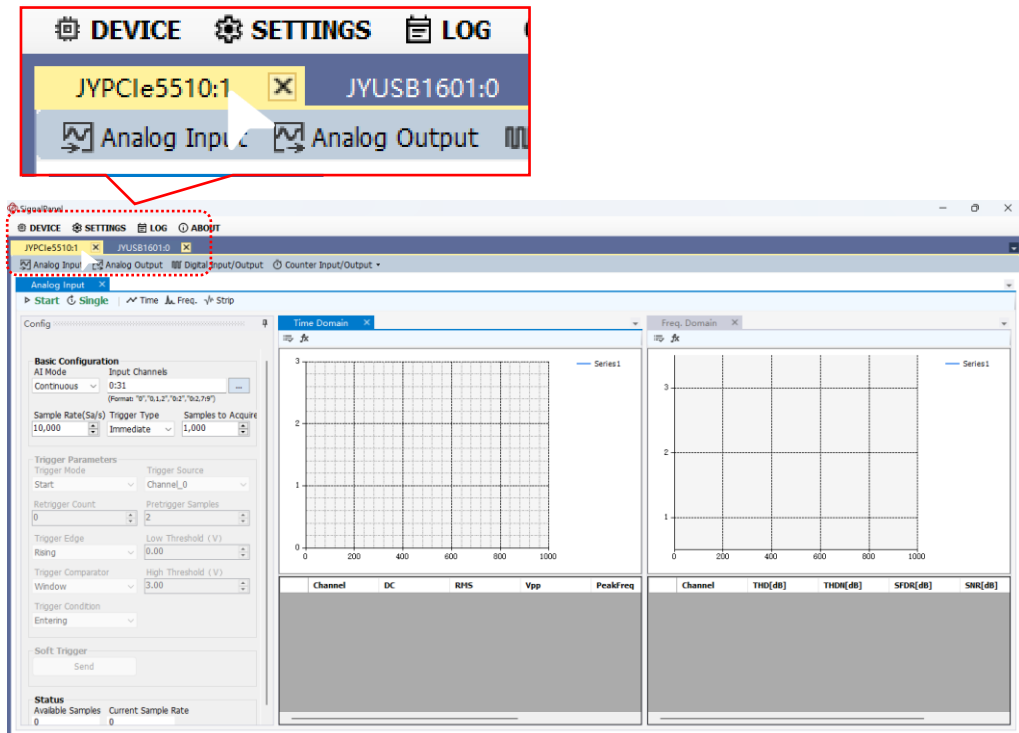 DEVICE SETTINGS LOG
JYPCIe5510:1 JYUSB1601:0
Analog Input Analog Output
SignalPanel
DEVICE SETTINGS LOG ABOUT
JYPCIe5510:1 JYUSB1601:0
Analog Input Analog Output Digital Input/Output Counter Input/Output
Analog Input
Start Single Time Freq. Strip
Config
Basic Configuration
AI Mode Input Channels
Continuous 0:31 ...
(Format: "0","0,1,2","0:2","0:2,7:9")
Sample Rate(Sa/s) Trigger Type Samples to Acquire
10,000 Immediate 1,000
Trigger Parameters
Trigger Mode Trigger Source
Start Channel_0
Retrigger Count Pretrigger Samples
0 2
Trigger Edge Low Threshold (V)
Rising 0.00
Trigger Comparator High Threshold (V)
Window 3.00
Trigger Condition
Entering
Soft Trigger
Send
Status
Available Samples Current Sample Rate
0 0
Time Domain
fx
Series1
3
2
1
0
0 200 400 600 800 1000
Channel DC RMS Vpp PeakFreq
Freq. Domain
fx
Series1
3
2
1
0 200 400 600 800 1000
Channel THD[dB] THDN[dB] SFDR[dB] SNR[dB]